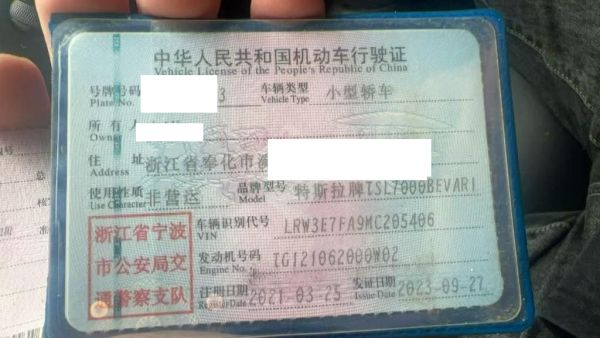 中华人民共和国机动车行驶证
Vehicle License of the People's Republic of China
号牌号码 3 车辆类型 小型轿车
Plate No. Vehicle Type
所有人
Owner
住址 浙江省奉化市
Address
使用性质 非营运 品牌型号 特斯拉牌TSL7000BEVAR1
Use Character Model
浙江省宁波
市公安局交
通警察支队
车辆识别代号 LRW3E7FA9MC205406
VIN
发动机号码 TG121062000W02
Engine No.
注册日期 2021-03-25 发证日期 2023-09-27
Register Date Issue Date